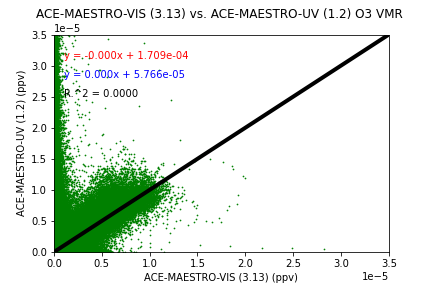 ACE-MAESTRO-VIS (3.13) vs. ACE-MAESTRO-UV (1.2) O3 VMR
1e-5
3.5
3.0
2.5
2.0
1.5
1.0
0.5
0.0
ACE-MAESTRO-UV (1.2) (ppv)
y = -0.000x + 1.709e-04
y = 0.000x + 5.766e-05
R^2 = 0.0000
0.0 0.5 1.0 1.5 2.0 2.5 3.0 3.5
ACE-MAESTRO-VIS (3.13) (ppv)
1e-5